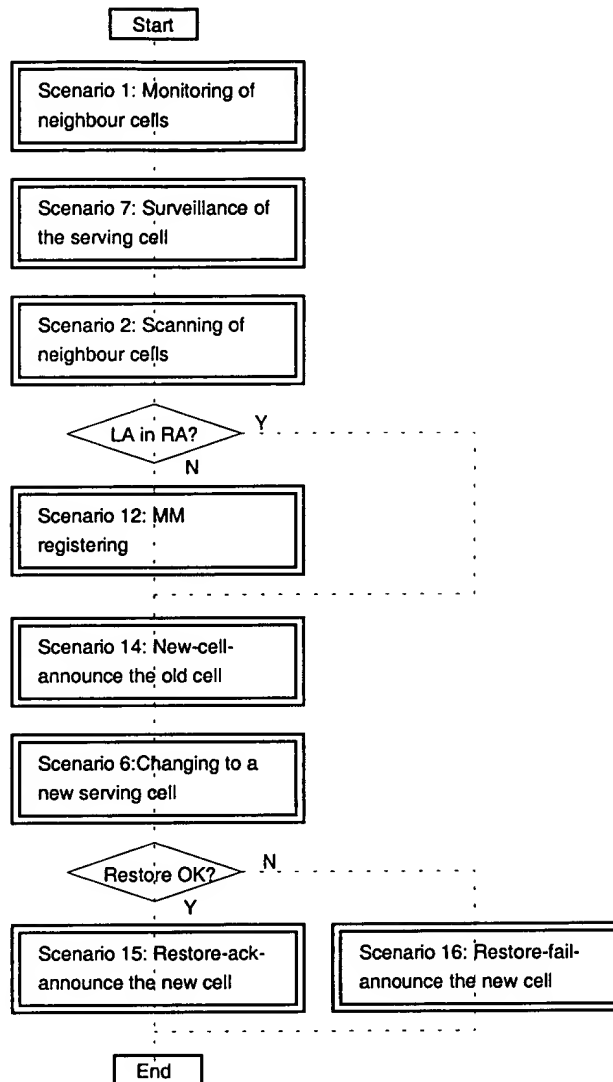 Start
Scenario 1: Monitoring of
neighbour cells
Scenario 7: Surveillance of
the serving cell
Scenario 2: Scanning of
neighbour cells
LA in RA?
Y
N
Scenario 12: MM
registering
Scenario 14: New-cell-
announce the old cell
Scenario 6:Changing to a
new serving cell
Restore OK?
N
Y
Scenario 15: Restore-ack-
announce the new cell
Scenario 16: Restore-fail-
announce the new cell
End